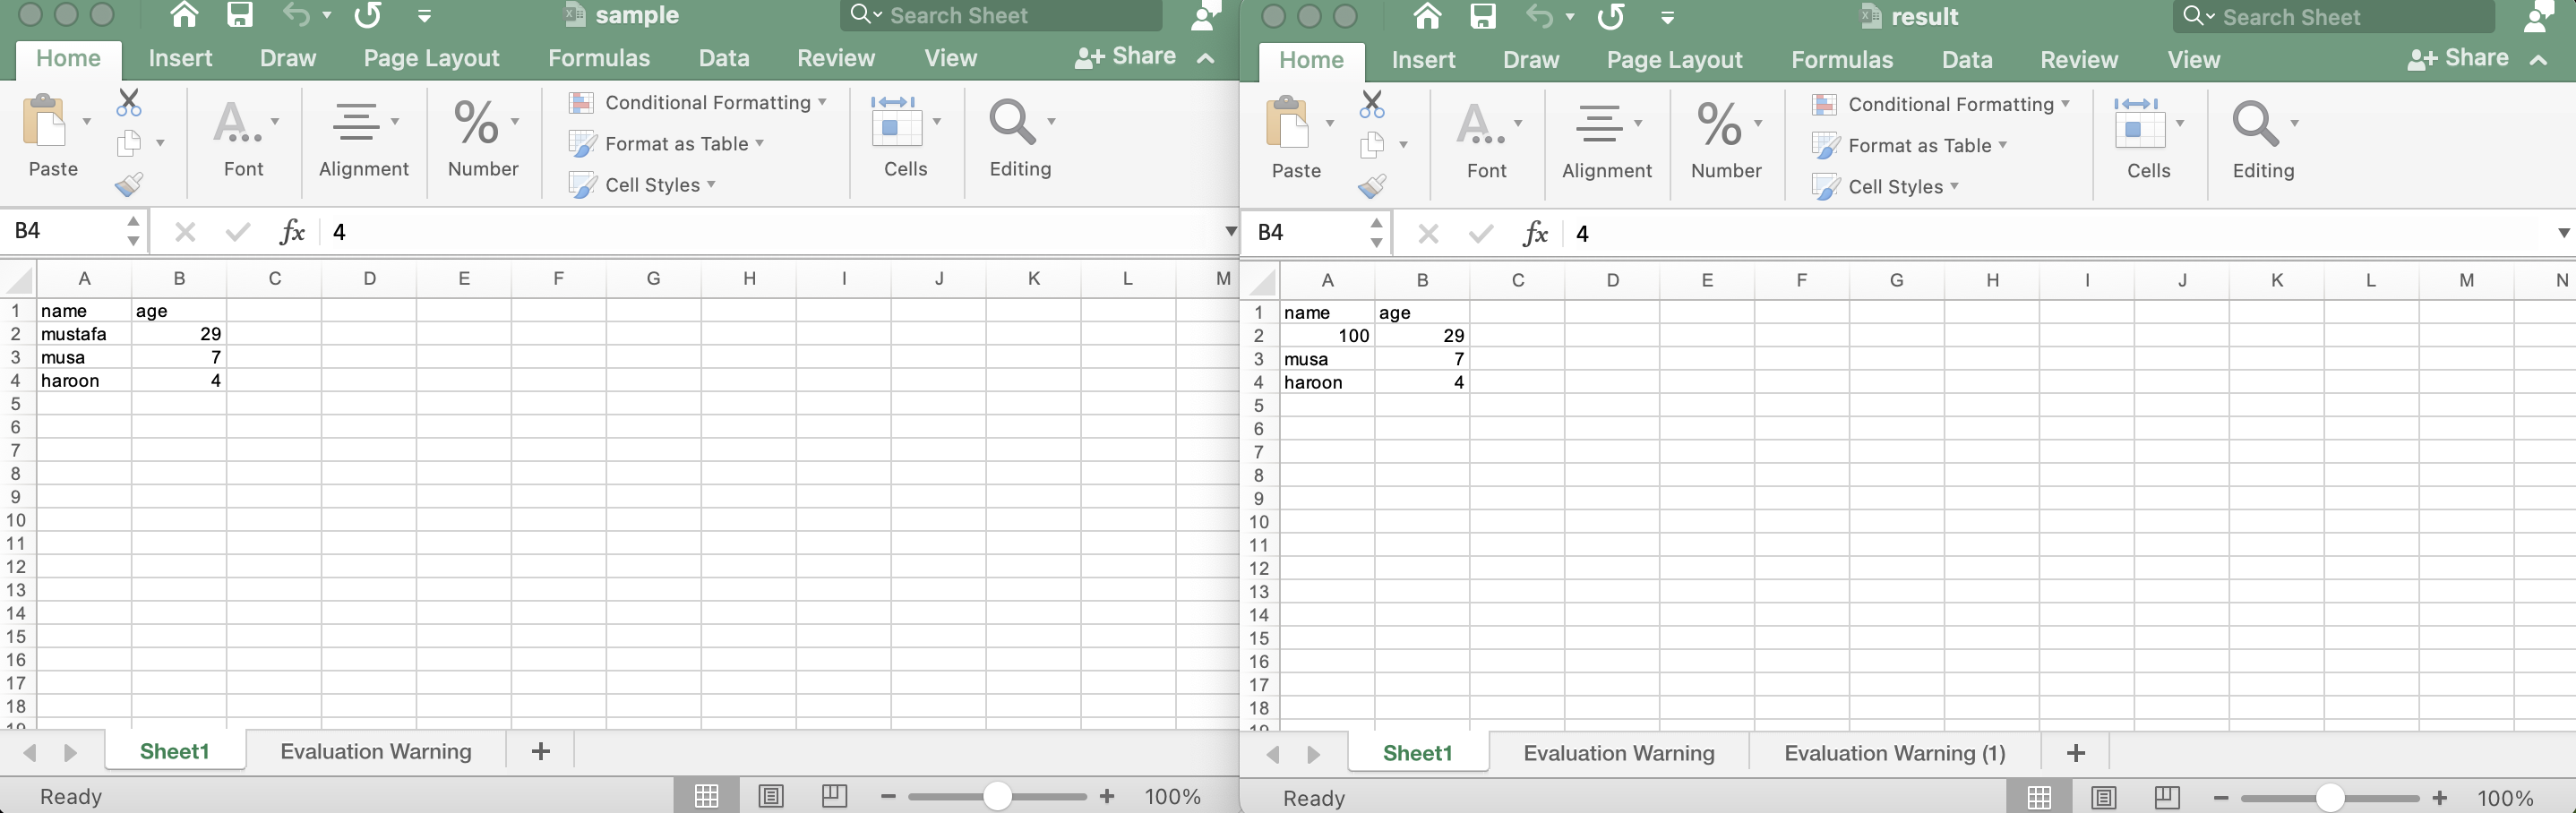 sample
Search Sheet
Home Insert Draw Page Layout Formulas Data Review View Share
Paste
Font
Alignment
%
Number
Conditional Formatting
Format as Table
Cell Styles
Cells
Editing
B4 fx 4
A B C D E F G H I J K L M
1 name age
2 mustafa 29
3 musa 7
4 haroon 4
5
6
7
8
9
10
11
12
13
14
15
16
17
18
19
Sheet1 Evaluation Warning +
Ready 100%
result
Search Sheet
Home Insert Draw Page Layout Formulas Data Review View Share
Paste
Font
Alignment
%
Number
Conditional Formatting
Format as Table
Cell Styles
Cells
Editing
B4 fx 4
A B C D E F G H I J K L M N
1 name age
2 100 29
3 musa 7
4 haroon 4
5
6
7
8
9
10
11
12
13
14
15
16
17
18
19
Sheet1 Evaluation Warning Evaluation Warning (1) +
Ready 100%